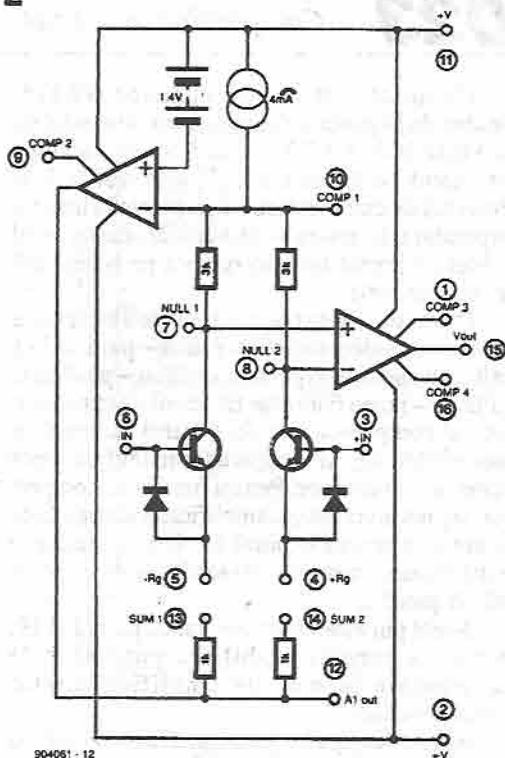 +V
11
1.4V
4mA
COMP 2
9
10
COMP 1
3k
3k
1
COMP 3
NULL 1
7
Vout
15
NULL 2
8
COMP 4
16
6
-IN
3
+IN
-Rg
5
4
+Rg
SUM 1
13
14
SUM 2
1k
1k
12
A1 out
2
904061 - 12